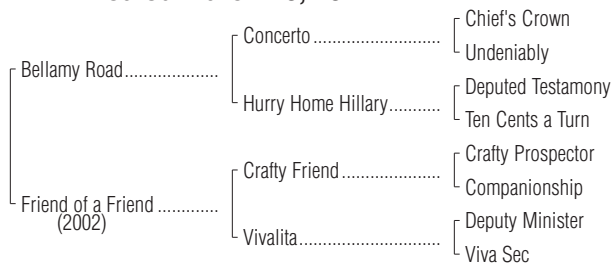 Chief's Crown
Concerto
Undeniably
Bellamy Road
Deputed Testamony
Hurry Home Hillary
Ten Cents a Turn
Crafty Prospector
Crafty Friend
Companionship
Friend of a Friend
(2002)
Deputy Minister
Vivalita
Viva Sec